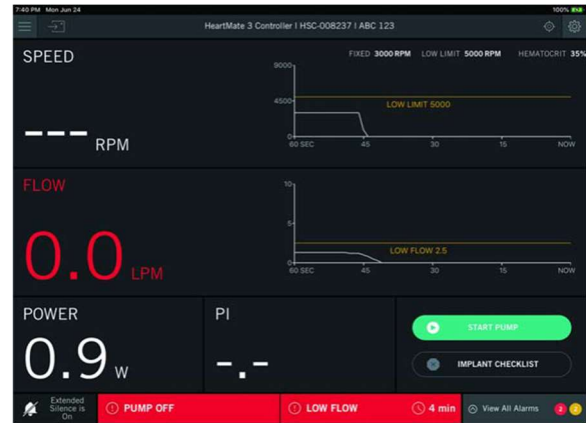 7:40 PM Mon Jun 24 100%
HeartMate 3 Controller I HSC-008237 I ABC 123
SPEED
FIXED 3000 RPM LOW LIMIT 5000 RPM HEMATOCRIT 35%
9000
4500
LOW LIMIT 5000
--- RPM
0
60 SEC 45 30 15 NOW
FLOW
10
5
LOW FLOW 2.5
0.0 LPM
0
60 SEC 45 30 15 NOW
POWER
0.9 W
PI
-.-
START PUMP
IMPLANT CHECKLIST
Extended
Silence is
On
PUMP OFF
LOW FLOW
4 min
View All Alarms
2 2